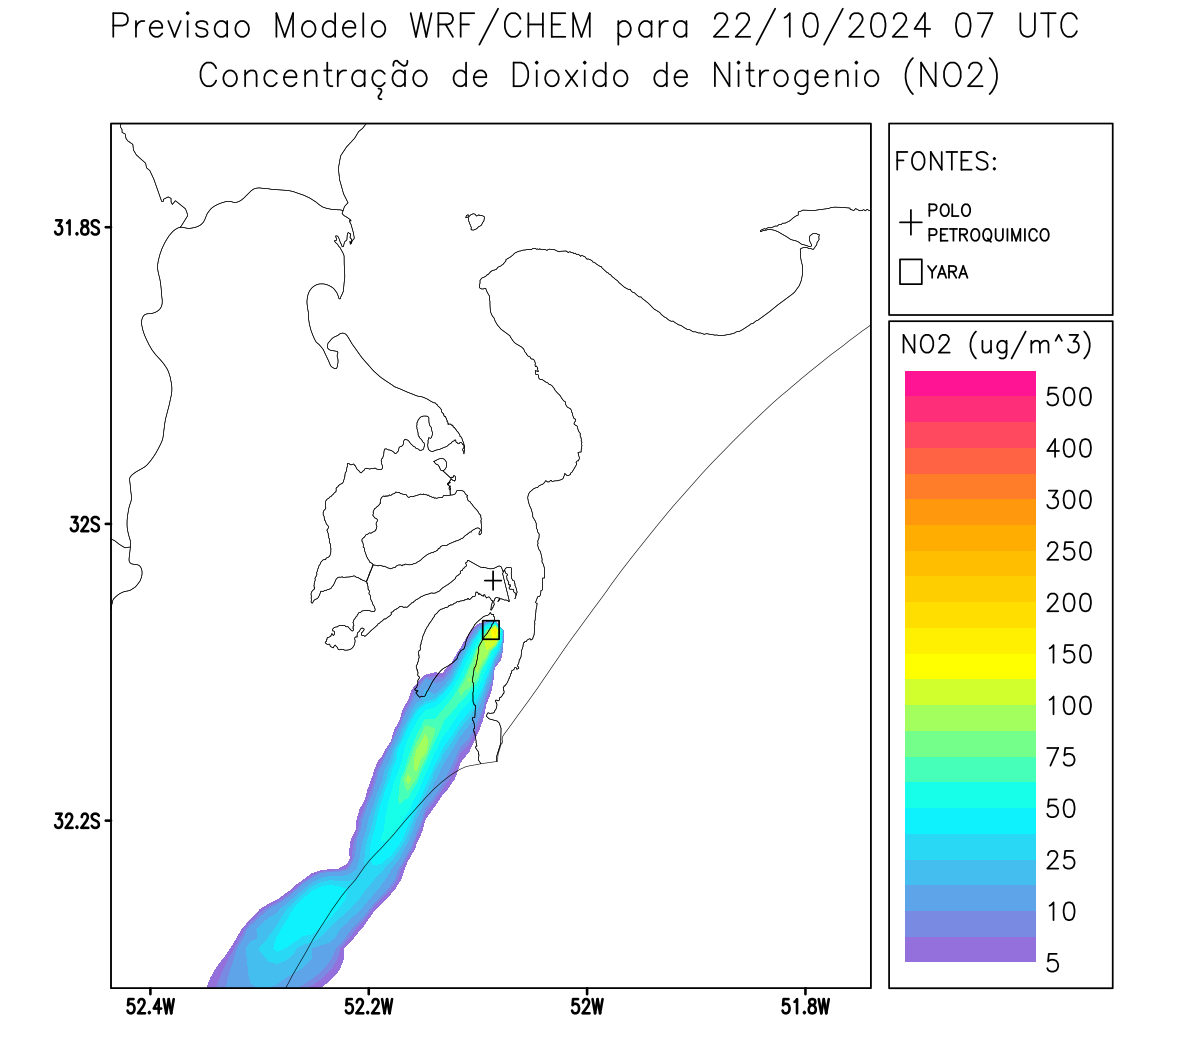 Previsao Modelo WRF/CHEM para 22/10/2024 07 UTC
Concentração de Dioxido de Nitrogenio (NO2)
FONTES:
POLO
PETROQUIMICO
YARA
NO2 (ug/m^3)
500
400
300
250
200
150
100
75
50
25
10
5
31.8S
32S
32.2S
52.4W
52.2W
52W
51.8W